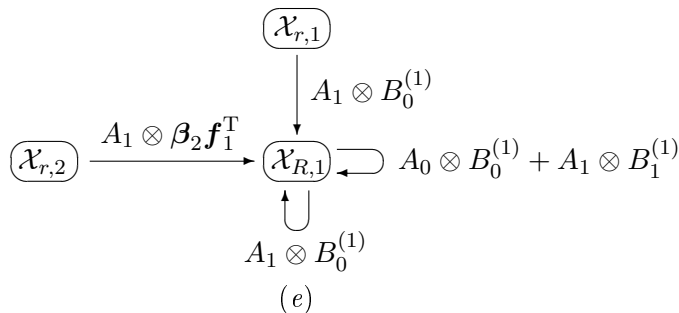 𝒳_{r,1}
A_1 ⊗ B_0^{(1)}
A_1 ⊗ β_2 f_1^T
𝒳_{r,2}
𝒳_{R,1}
A_0 ⊗ B_0^{(1)} + A_1 ⊗ B_1^{(1)}
A_1 ⊗ B_0^{(1)}
(e)